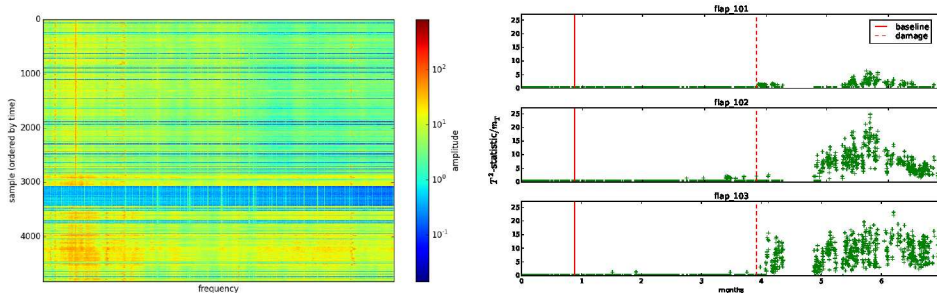 0
1000
2000
3000
4000
sample (ordered by time)
frequency
10²
10¹
10⁰
10⁻¹
amplitude
flap_101
25
20
15
10
5
0
baseline
damage
flap_102
25
20
15
10
5
0
T²-statistic/m_T
flap_103
25
20
15
10
5
0
0 1 2 3 4 5 6
months